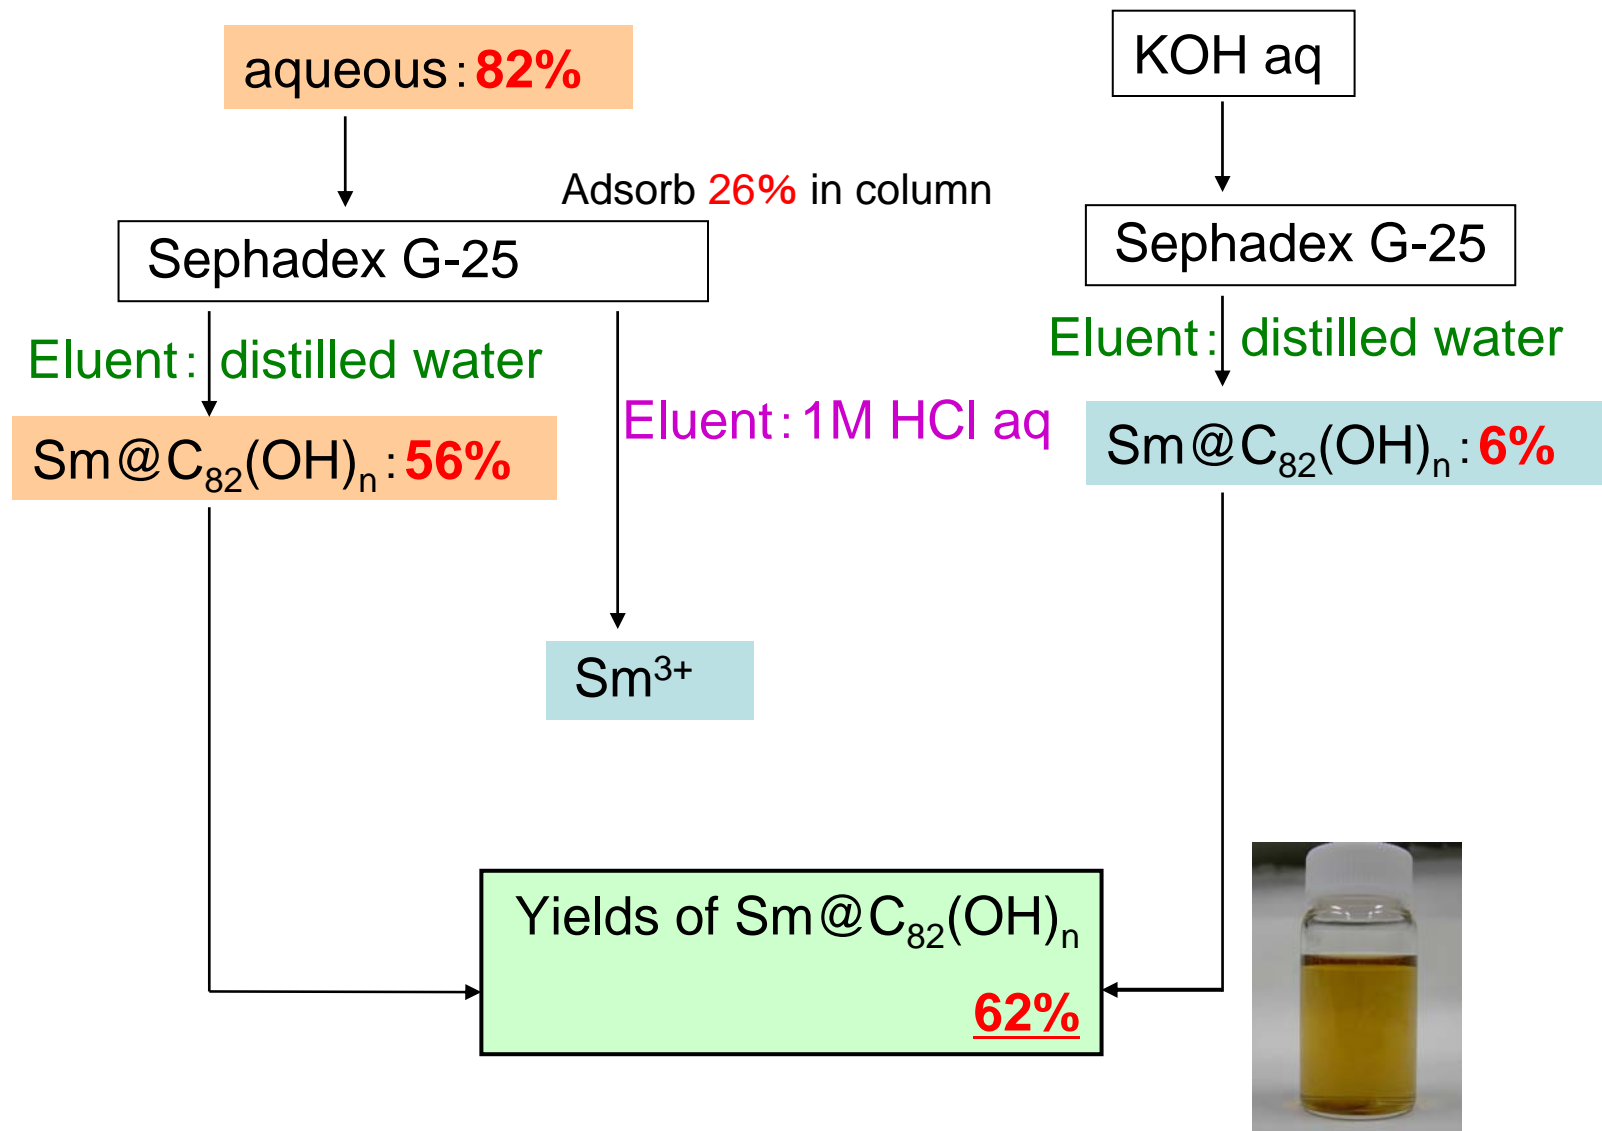 aqueous：82%
KOH aq
Adsorb 26% in column
Sephadex G-25
Sephadex G-25
Eluent： distilled water
Eluent： distilled water
Eluent：1M HCl aq
Sm@C₈₂(OH)ₙ：56%
Sm@C₈₂(OH)ₙ：6%
Sm³⁺
Yields of Sm@C₈₂(OH)ₙ
62%